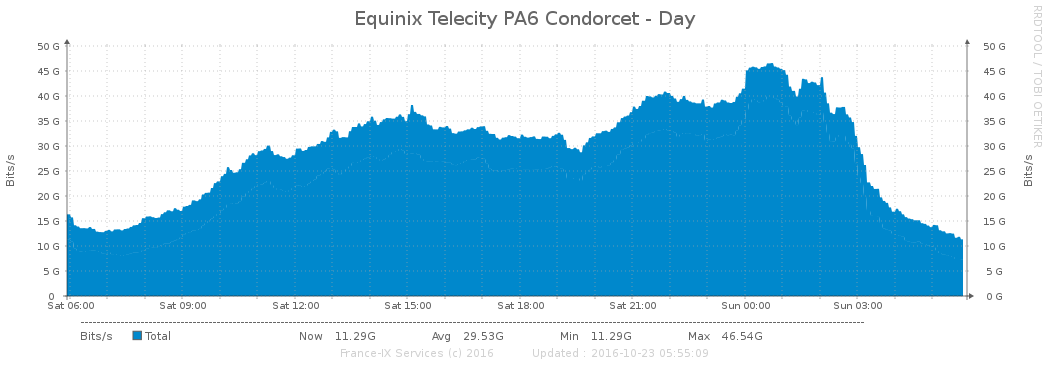 Equinix Telecity PA6 Condorcet - Day
RRDTOOL / TOBI OETIKER
50 G 50 G
45 G 45 G
40 G 40 G
35 G 35 G
30 G 30 G
25 G 25 G
20 G 20 G
15 G 15 G
10 G 10 G
5 G 5 G
0 0 G
Bits/s
Bits/s
Sat 06:00 Sat 09:00 Sat 12:00 Sat 15:00 Sat 18:00 Sat 21:00 Sun 00:00 Sun 03:00
Bits/s Total Now 11.29G Avg 29.53G Min 11.29G Max 46.54G
France-IX Services (c) 2016 Updated : 2016-10-23 05:55:09